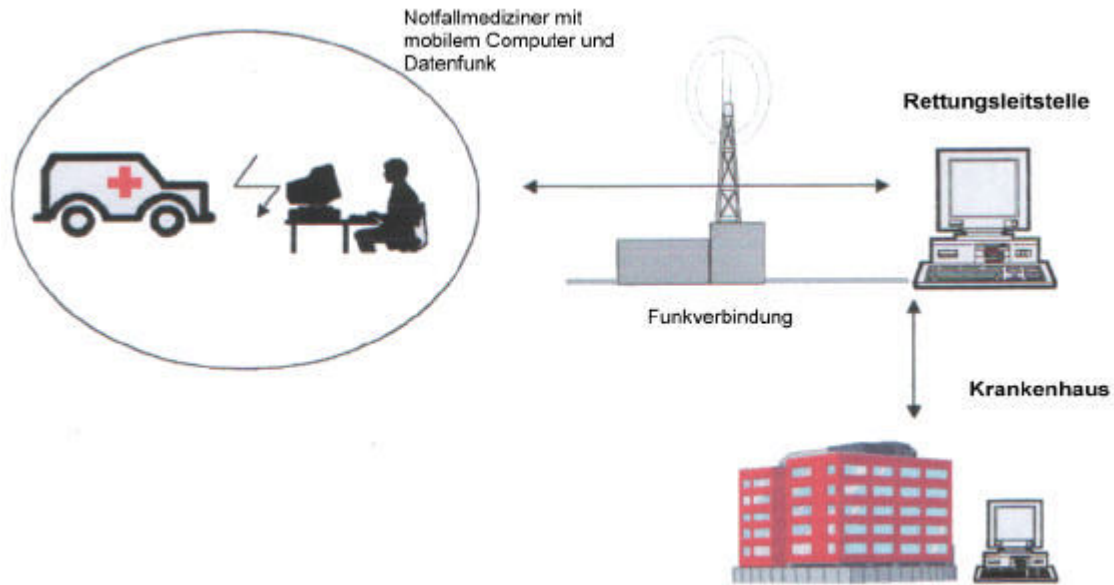 Notfallmediziner mit
mobilem Computer und
Datenfunk
Rettungsleitstelle
Funkverbindung
Krankenhaus